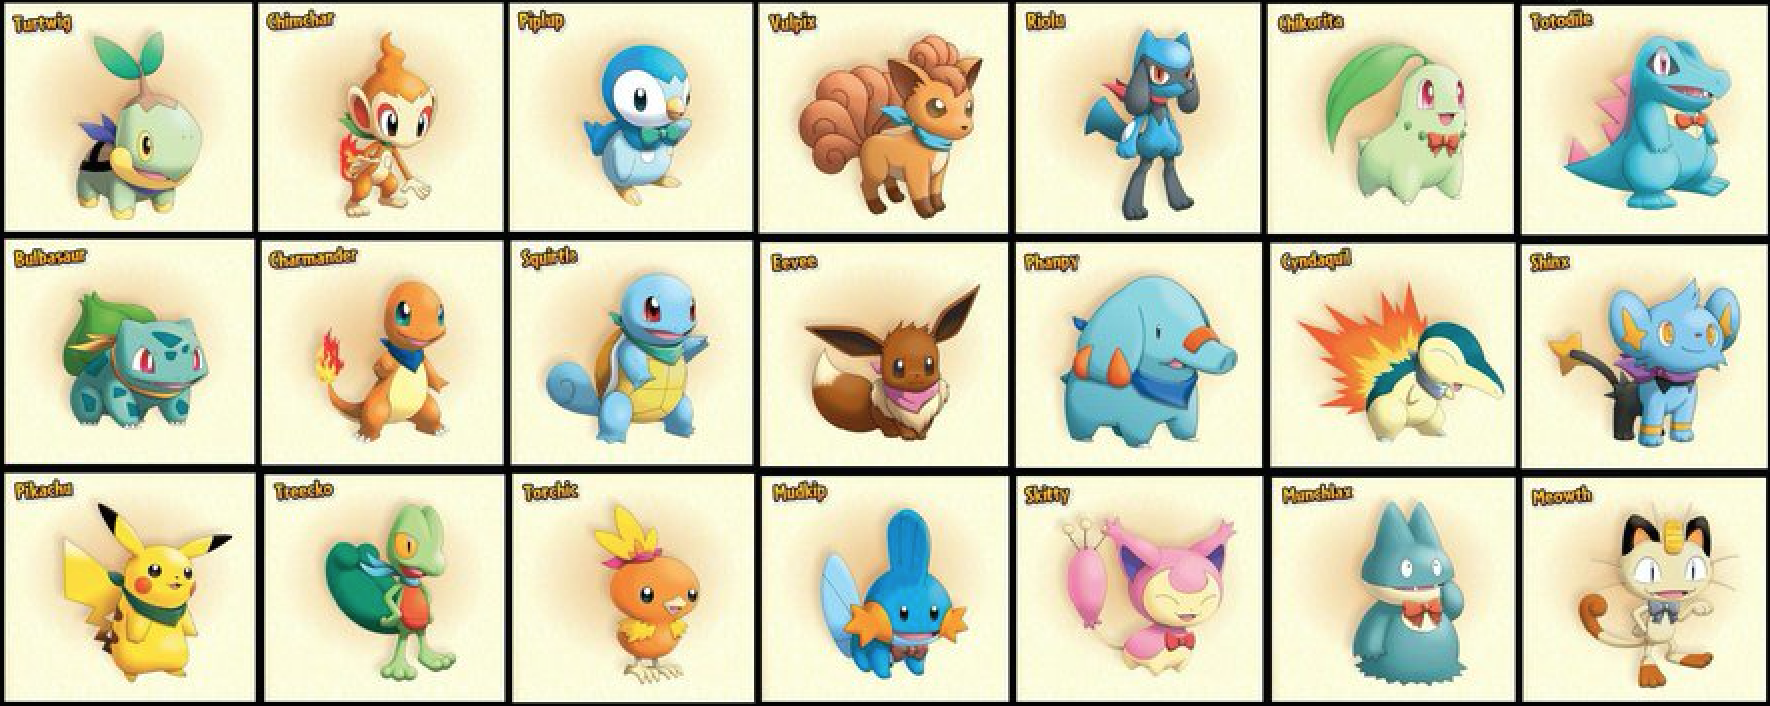 Turtwig
Chimchar
Piplup
Vulpix
Riolu
Chikorita
Totodile
Bulbasaur
Charmander
Squirtle
Eevee
Phanpy
Cyndaquil
Shinx
Pikachu
Treecko
Torchic
Mudkip
Skitty
Munchlax
Meowth